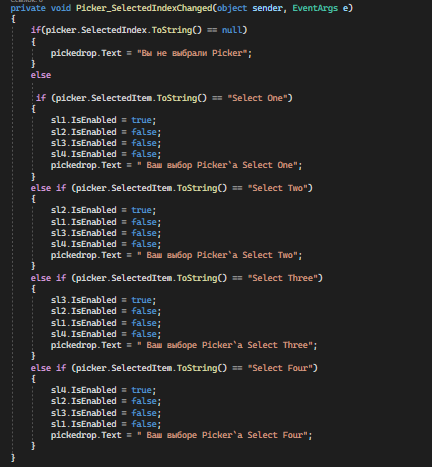 private void Picker_SelectedIndexChanged(object sender, EventArgs e)
{
if(picker.SelectedIndex.ToString() == null)
{
pickedrop.Text = "Вы не выбрали Picker";
}
else
if (picker.SelectedItem.ToString() == "Select One")
{
sl1.IsEnabled = true;
sl2.IsEnabled = false;
sl3.IsEnabled = false;
sl4.IsEnabled = false;
pickedrop.Text = " Ваш выбор Picker`a Select One";
}
else if (picker.SelectedItem.ToString() == "Select Two")
{
sl2.IsEnabled = true;
sl1.IsEnabled = false;
sl3.IsEnabled = false;
sl4.IsEnabled = false;
pickedrop.Text = " Ваш выбор Picker`a Select Two";
}
else if (picker.SelectedItem.ToString() == "Select Three")
{
sl3.IsEnabled = true;
sl2.IsEnabled = false;
sl1.IsEnabled = false;
sl4.IsEnabled = false;
pickedrop.Text = " Ваш выборе Picker`a Select Three";
}
else if (picker.SelectedItem.ToString() == "Select Four")
{
sl4.IsEnabled = true;
sl2.IsEnabled = false;
sl3.IsEnabled = false;
sl1.IsEnabled = false;
pickedrop.Text = " Ваш выборе Picker`a Select Four";
}
}